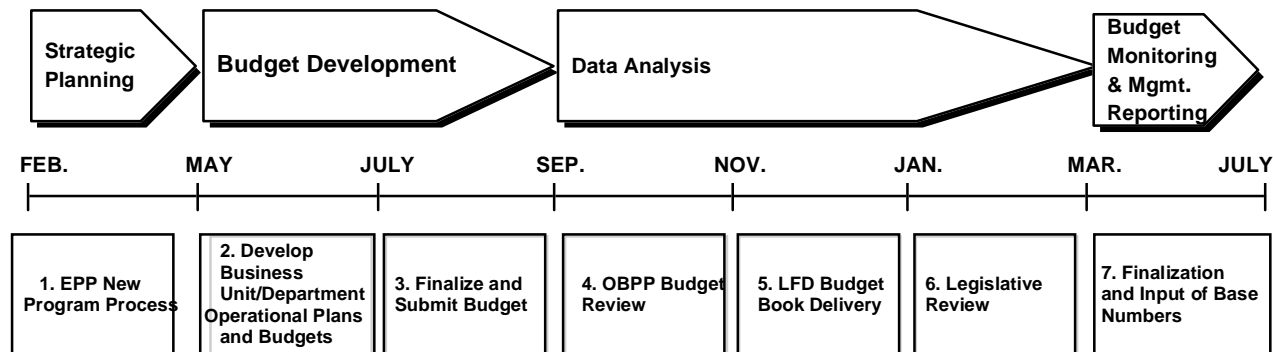 Strategic
Planning
Budget Development
Data Analysis
Budget
Monitoring
& Mgmt.
Reporting
FEB.
MAY
JULY
SEP.
NOV.
JAN.
MAR.
JULY
1. EPP New
Program Process
2. Develop
Business
Unit/Department
Operational Plans
and Budgets
3. Finalize and
Submit Budget
4. OBPP Budget
Review
5. LFD Budget
Book Delivery
6. Legislative
Review
7. Finalization
and Input of Base
Numbers